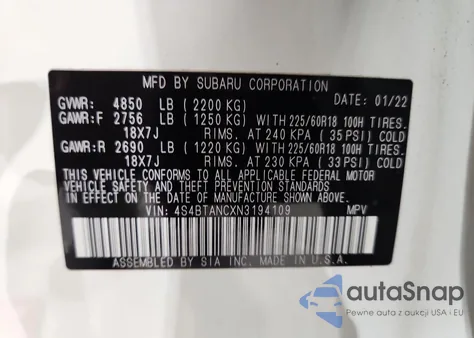 MFD BY SUBARU CORPORATION
GVWR: 4850 LB (2200 KG) DATE: 01/22
GAWR:F 2756 LB (1250 KG) WITH 225/60R18 100H TIRES.
18X7J RIMS. AT 240 KPA (35 PSI) COLD
GAWR:R 2690 LB (1220 KG) WITH 225/60R18 100H TIRES.
18X7J RIMS. AT 230 KPA (33 PSI) COLD
THIS VEHICLE CONFORMS TO ALL APPLICABLE FEDERAL MOTOR
VEHICLE SAFETY AND THEFT PREVENTION STANDARDS
IN EFFECT ON THE DATE OF MANUFACTURE SHOWN ABOVE.
VIN: 4S4BTANCXN3194109 MPV
ASSEMBLED BY SIA INC. MADE IN U.S.A.
autoSnap
Pewne auta z aukcji USA i EU